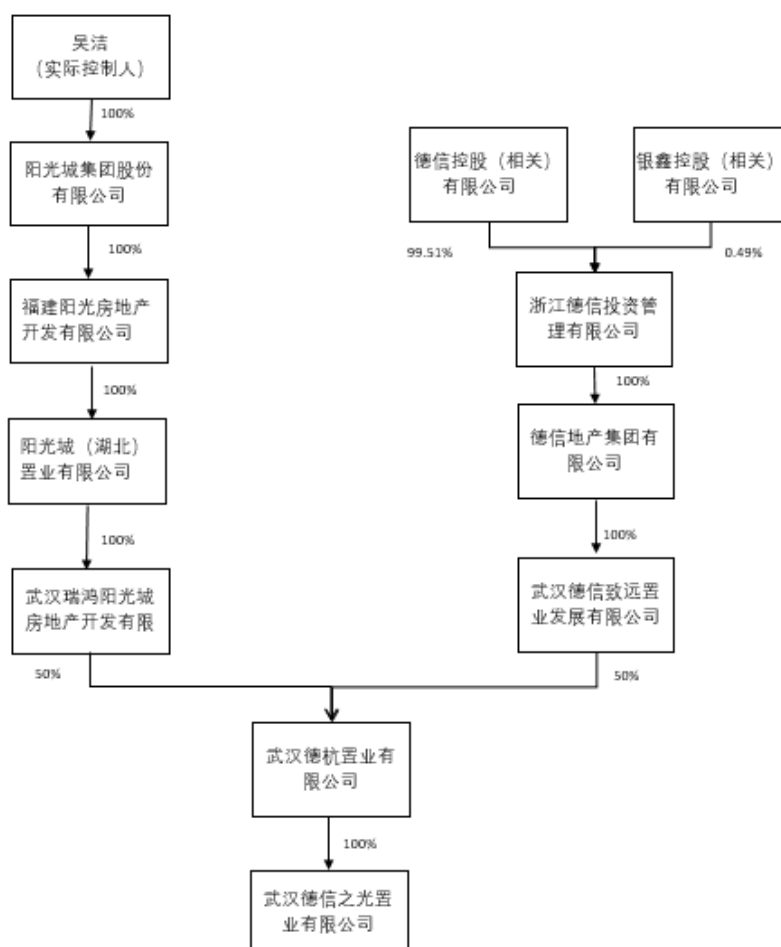 吴洁
（实际控制人）
100%
阳光城集团股份
有限公司
100%
福建阳光房地产
开发有限公司
100%
阳光城（湖北）
置业有限公司
100%
武汉瑞鸿阳光城
房地产开发有限
50%
德信控股（相关）
有限公司
银鑫控股（相关）
有限公司
99.51%
0.49%
浙江德信投资管
理有限公司
100%
德信地产集团有
限公司
100%
武汉德信致远置
业发展有限公司
50%
武汉德杭置业有
限公司
100%
武汉德信之光置
业有限公司